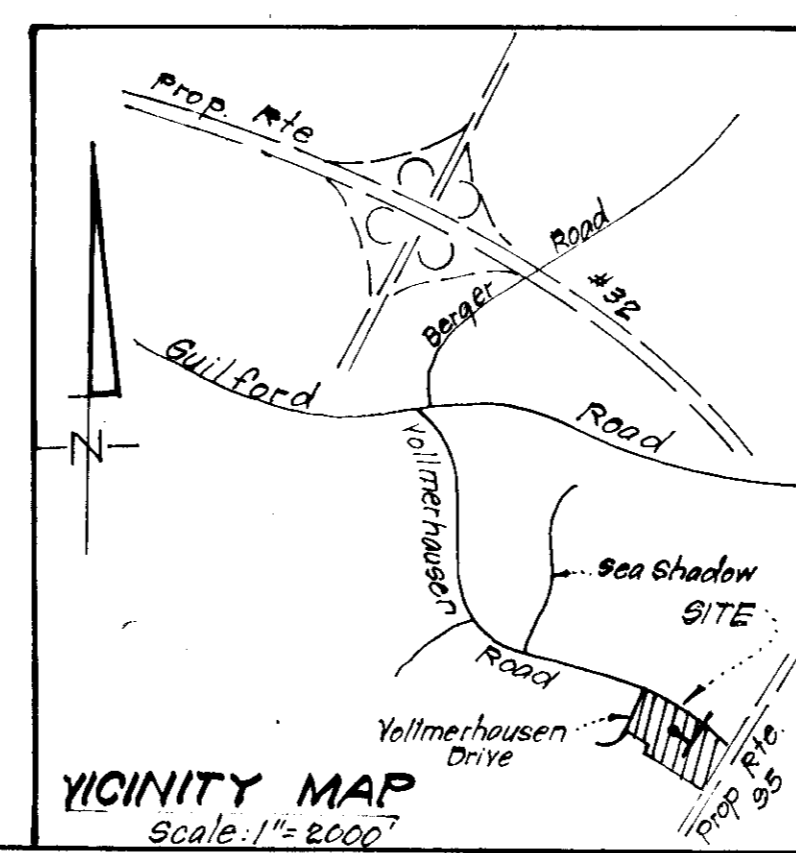 Prop. Rte
#32
Berger Road
Guilford Road
Vollmerhausen Road
N
Sea Shadow
SITE
Vollmerhausen
Drive
Prop Rte.
95
VICINITY MAP
Scale: 1"= 2000'